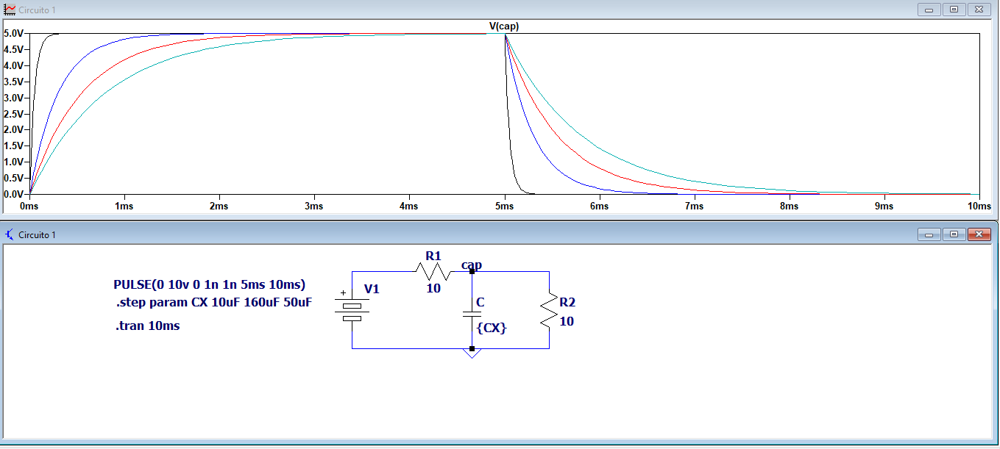 Circuito 1
V(cap)
5.0V
4.5V
4.0V
3.5V
3.0V
2.5V
2.0V
1.5V
1.0V
0.5V
0.0V
0ms 1ms 2ms 3ms 4ms 5ms 6ms 7ms 8ms 9ms 10ms
Circuito 1
PULSE(0 10v 0 1n 1n 5ms 10ms)
.step param CX 10uF 160uF 50uF
.tran 10ms
+
V1
R1
10
cap
C
{CX}
R2
10